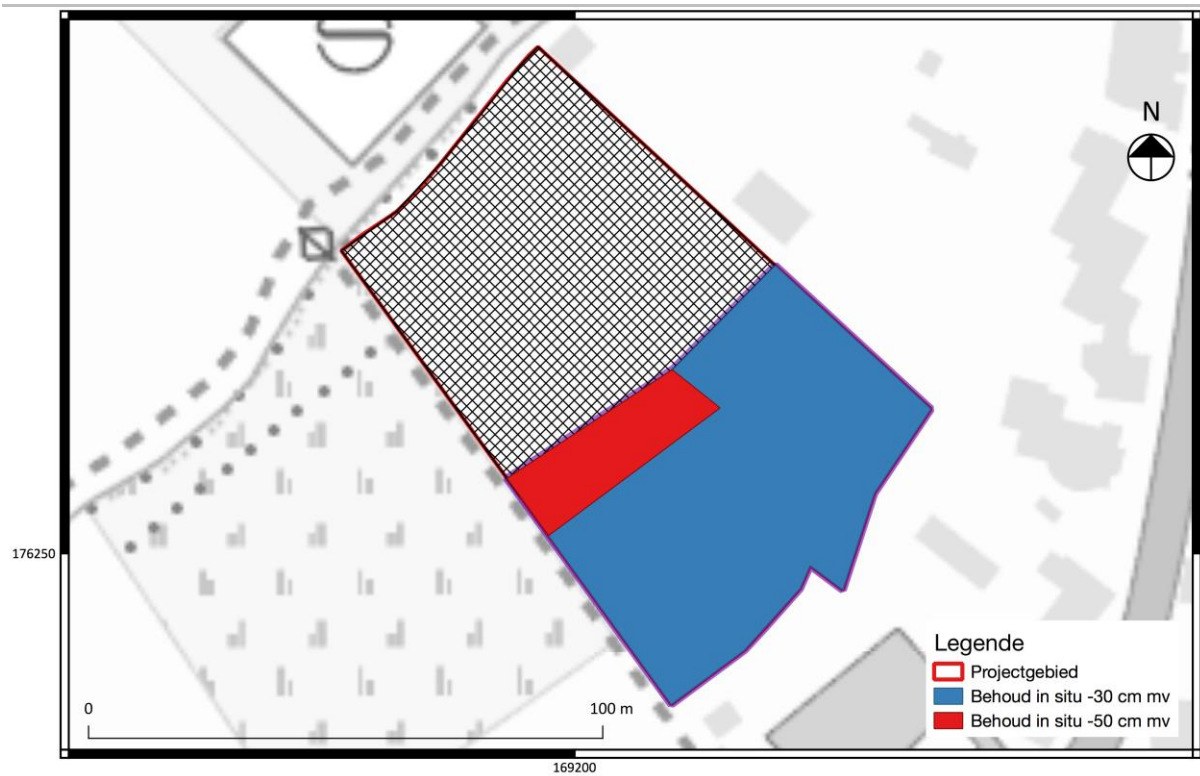 N
176250
Legende
Projectgebied
Behoud in situ -30 cm mv
Behoud in situ -50 cm mv
0
100 m
169200